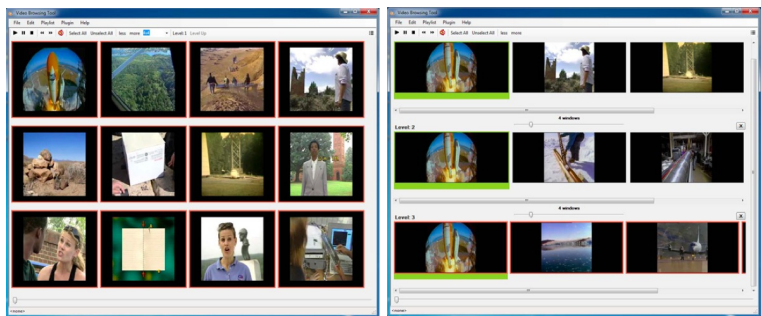 Video Browsing Tool
File Edit Playlist Plugin Help
Select All Unselect All less more Level: 1 Level Up
<none>
Video Browsing Tool
File Edit Playlist Plugin Help
Select All Unselect All less more
4 windows
Level: 2
4 windows
Level: 3
<none>